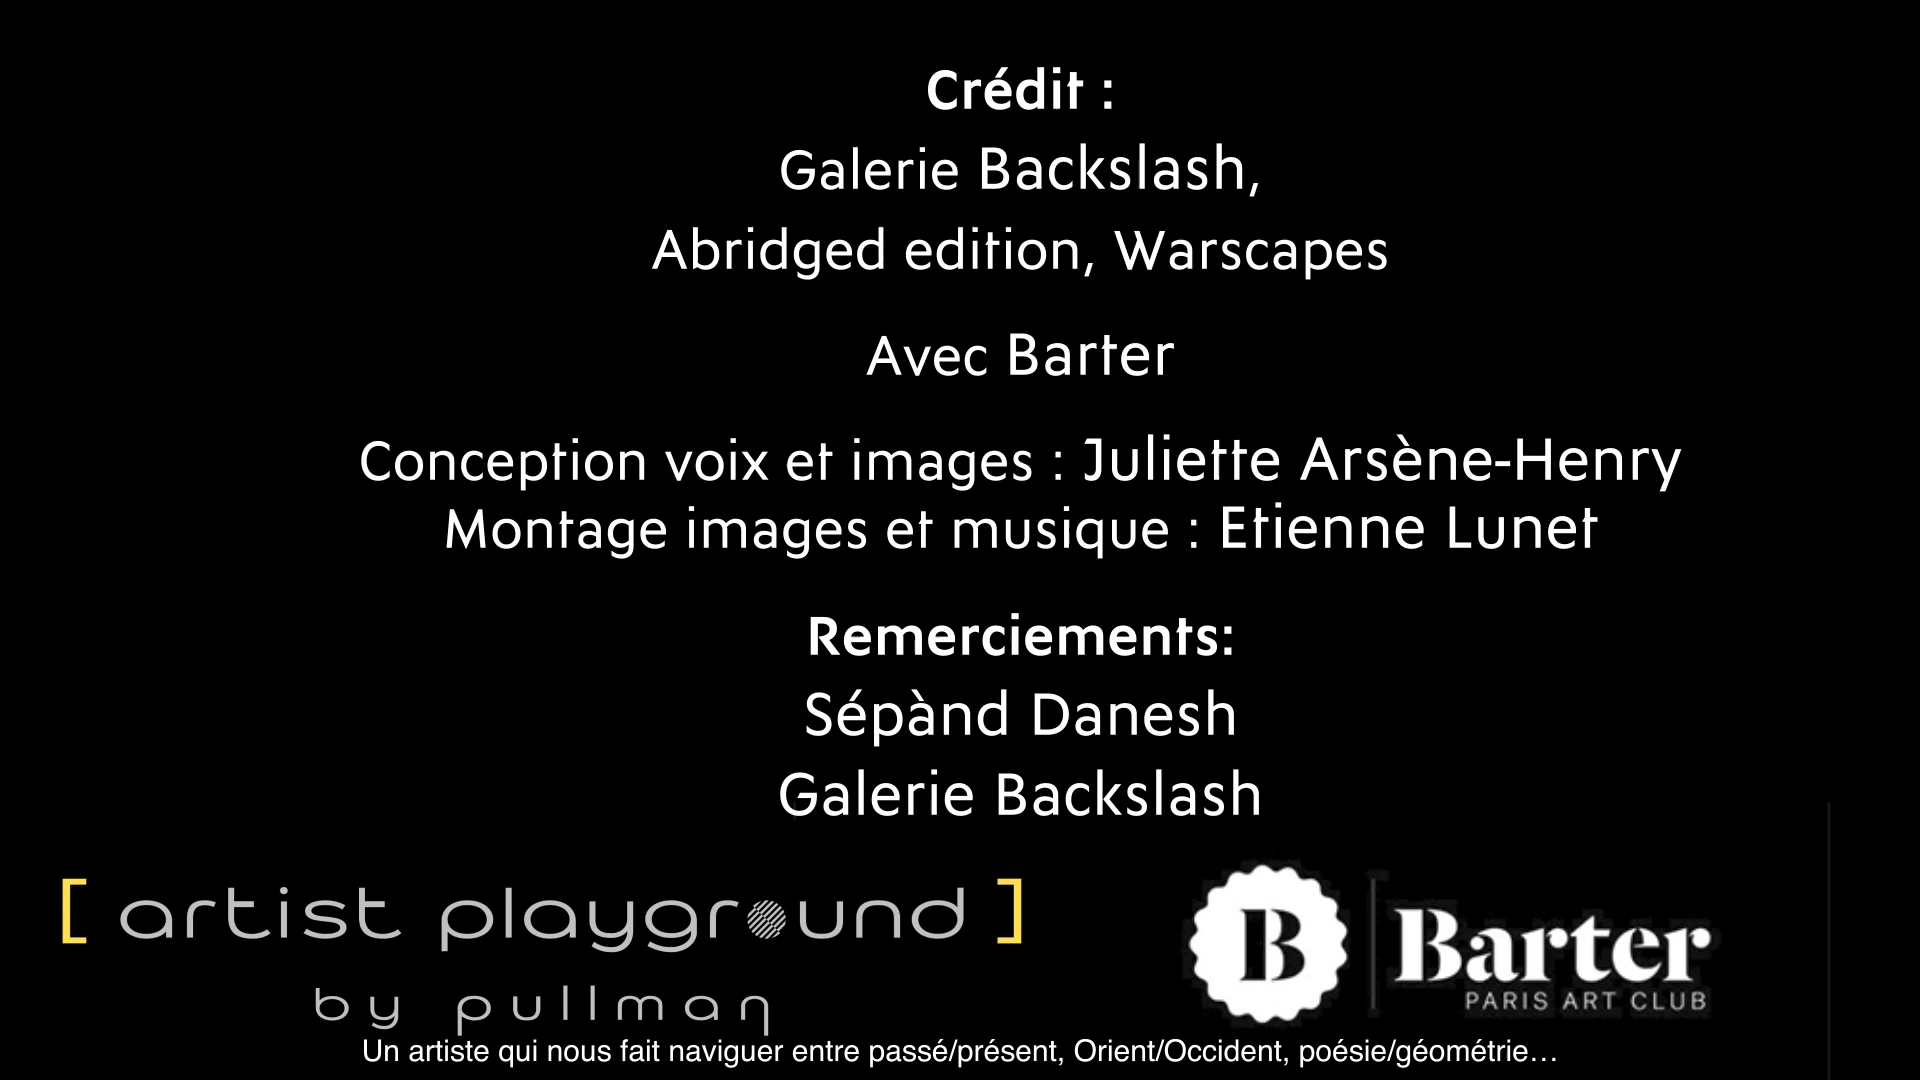 Crédit :
Galerie Backslash,
Abridged edition, Warscapes
Avec Barter
Conception voix et images : Juliette Arsène-Henry
Montage images et musique : Etienne Lunet
Remerciements:
Sépànd Danesh
Galerie Backslash
[ artist playground ]
by pullman
B Barter
PARIS ART CLUB
Un artiste qui nous fait naviguer entre passé/présent, Orient/Occident, poésie/géométrie…